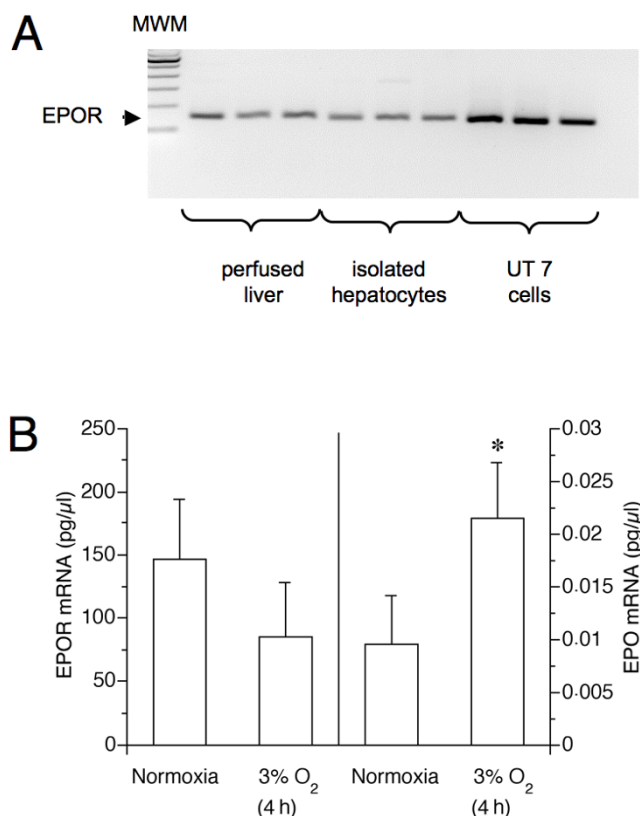 A
MWM
EPOR
perfused
liver
isolated
hepatocytes
UT 7
cells
B
EPOR mRNA (pg/µl)
250
200
150
100
50
0
*
0.03
0.025
0.02
0.015
0.01
0.005
0
EPO mRNA (pg/µl)
Normoxia
3% O2
(4 h)
Normoxia
3% O2
(4 h)